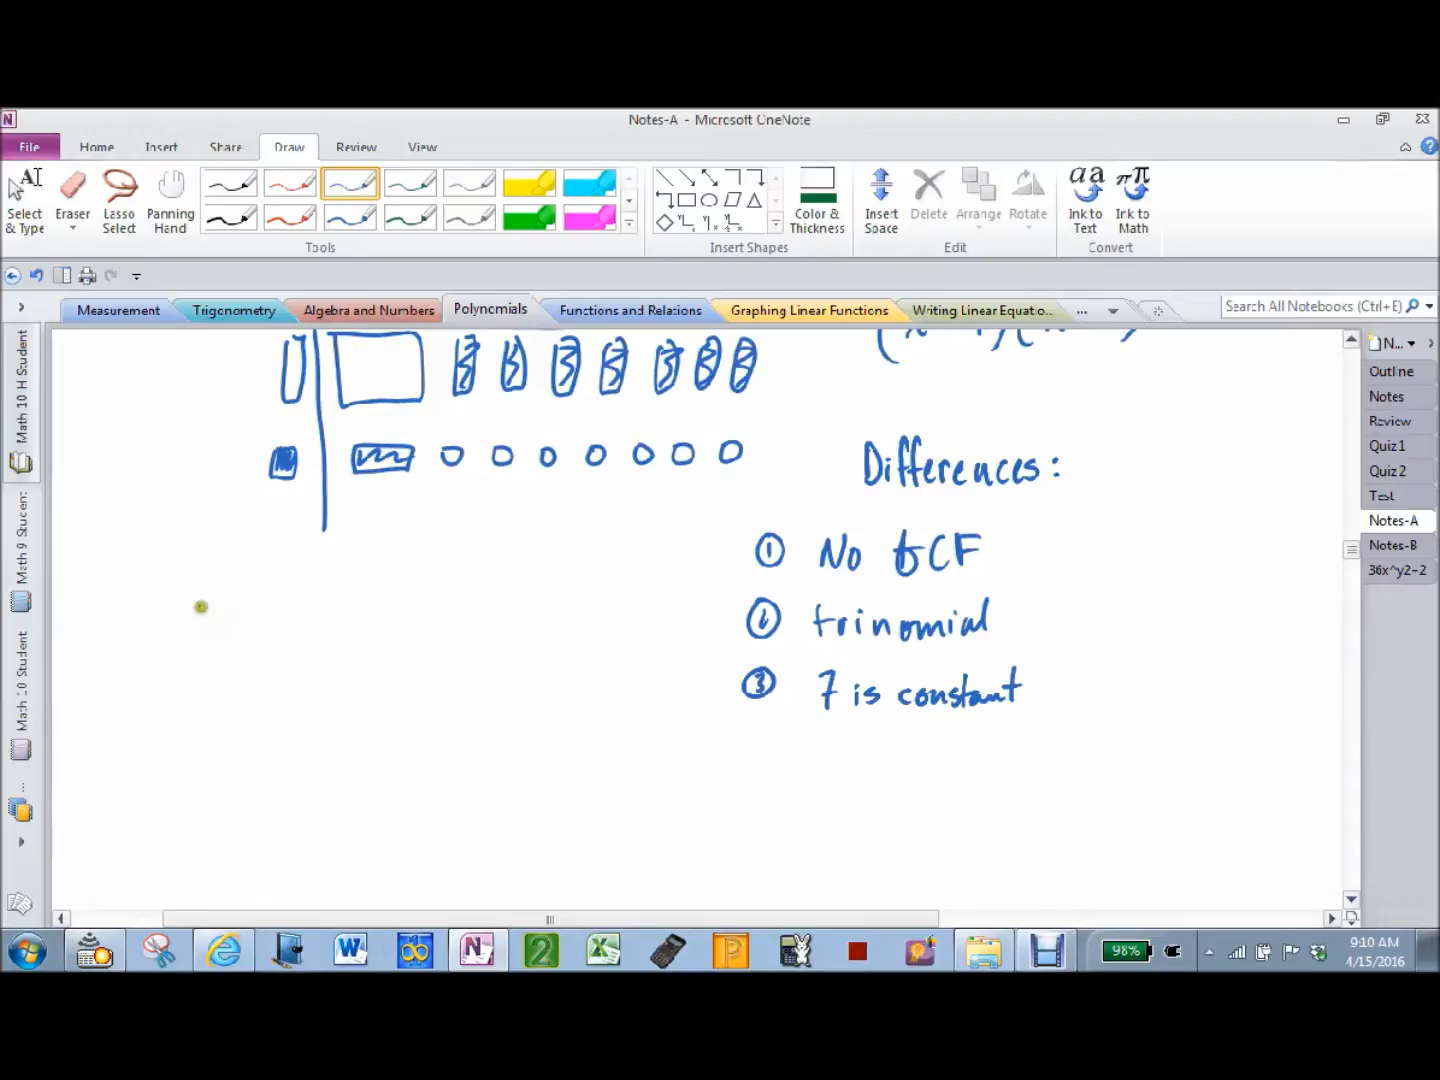 Notes-A - Microsoft OneNote
File Home Insert Share Draw Review View
Select & Type
Eraser
Lasso Select
Panning Hand
Color & Thickness
Insert Space
Delete
Arrange
Rotate
Ink to Text
Ink to Math
Tools
Insert Shapes
Edit
Convert
Measurement Trigonometry Algebra and Numbers Polynomials Functions and Relations Graphing Linear Functions Writing Linear Equatio... ...
Search All Notebooks (Ctrl+E)
N...
Outline
Notes
Review
Quiz1
Quiz 2
Test
Notes-A
Notes-B
36x^y2-2
Math 10 H Student
Math 9 Student
Math 10 Student
Differences:
① No GCF
② trinomial
③ 7 is constant
98%
9:10 AM
4/15/2016